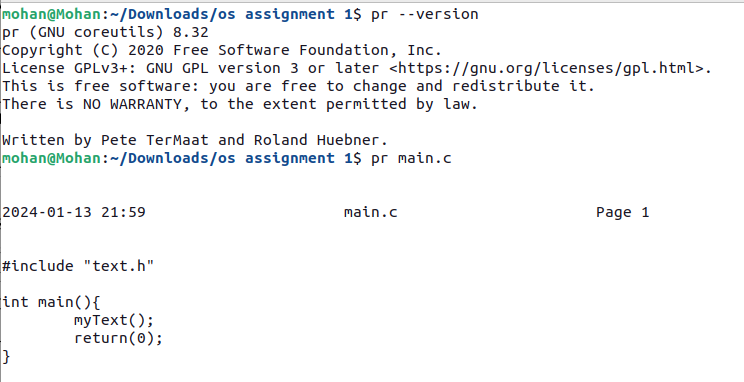 mohan@Mohan:~/Downloads/os assignment 1$ pr --version
pr (GNU coreutils) 8.32
Copyright (C) 2020 Free Software Foundation, Inc.
License GPLv3+: GNU GPL version 3 or later <https://gnu.org/licenses/gpl.html>.
This is free software: you are free to change and redistribute it.
There is NO WARRANTY, to the extent permitted by law.

Written by Pete TerMaat and Roland Huebner.
mohan@Mohan:~/Downloads/os assignment 1$ pr main.c


2024-01-13 21:59                      main.c                      Page 1


#include "text.h"

int main(){
        myText();
        return(0);
}